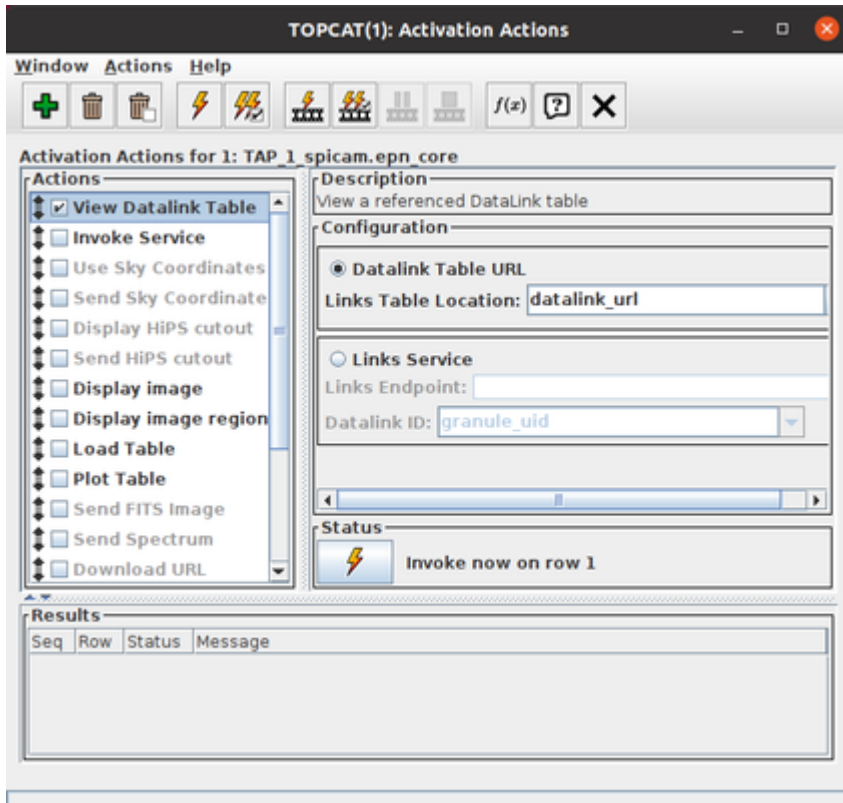 TOPCAT(1): Activation Actions
Window Actions Help
f(x)
Activation Actions for 1: TAP_1_spicam.epn_core
Actions
View Datalink Table
Invoke Service
Use Sky Coordinates
Send Sky Coordinate
Display HiPS cutout
Send HiPS cutout
Display image
Display image region
Load Table
Plot Table
Send FITS Image
Send Spectrum
Download URL
Description
View a referenced DataLink table
Configuration
Datalink Table URL
Links Table Location: datalink_url
Links Service
Links Endpoint:
Datalink ID: granule_uid
Status
Invoke now on row 1
Results
Seq Row Status Message